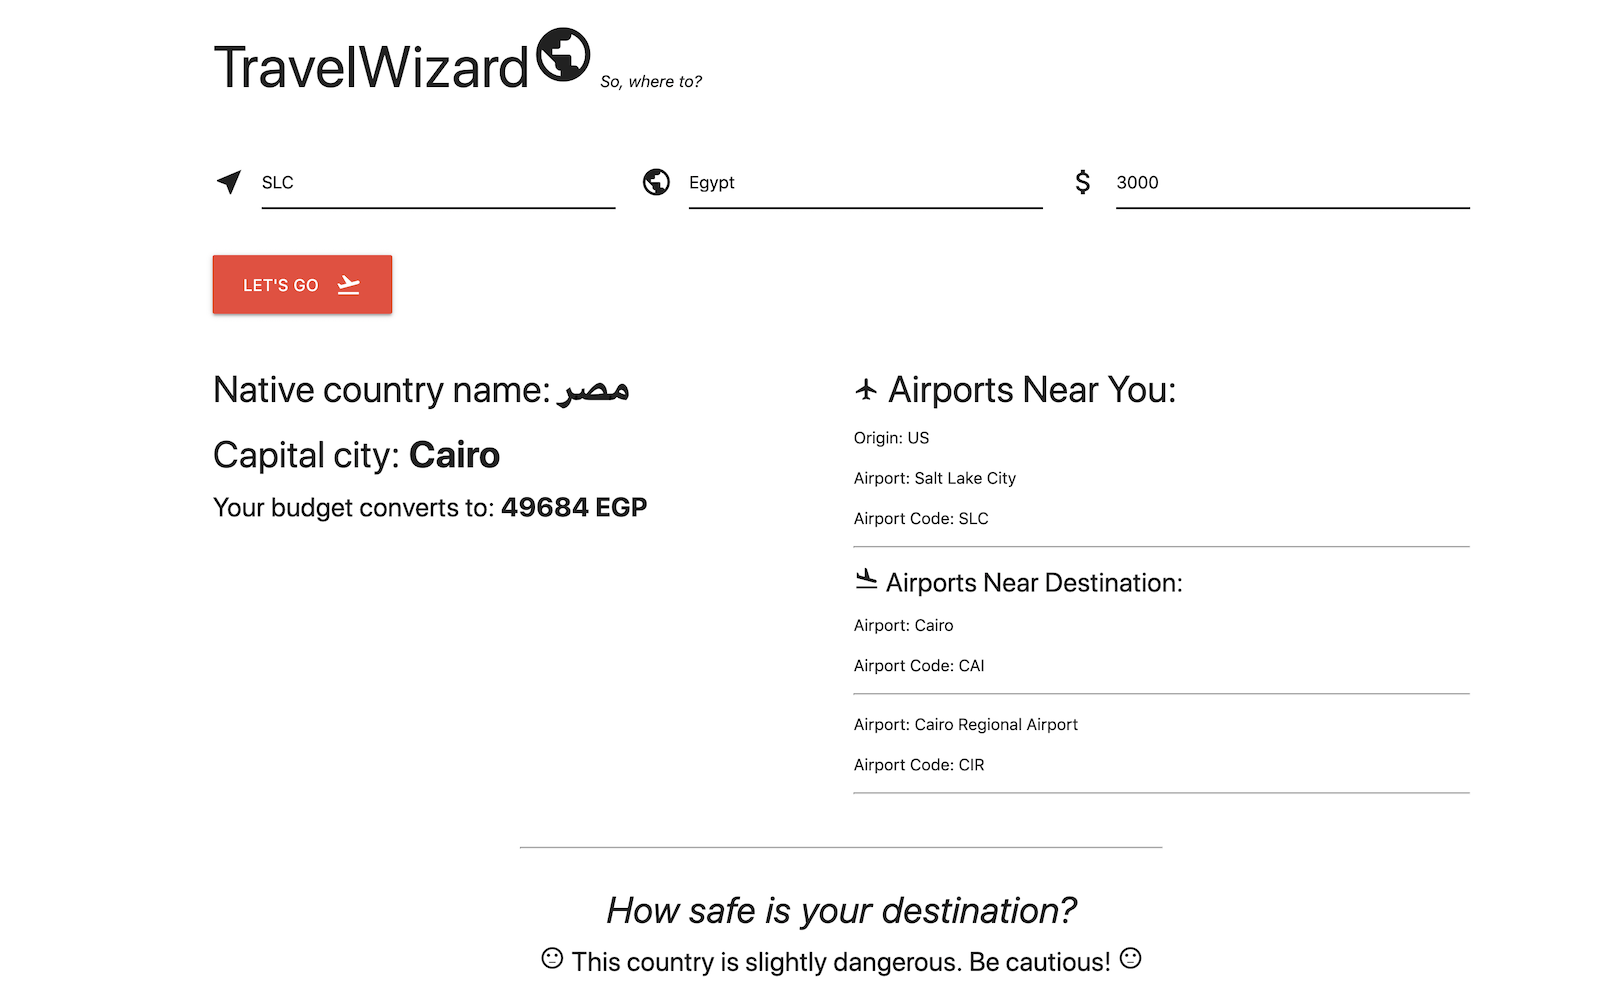 TravelWizard So, where to?
SLC
Egypt
$ 3000
LET'S GO
Native country name: مصر
Capital city: Cairo
Your budget converts to: 49684 EGP
Airports Near You:
Origin: US
Airport: Salt Lake City
Airport Code: SLC
Airports Near Destination:
Airport: Cairo
Airport Code: CAI
Airport: Cairo Regional Airport
Airport Code: CIR
How safe is your destination?
This country is slightly dangerous. Be cautious!